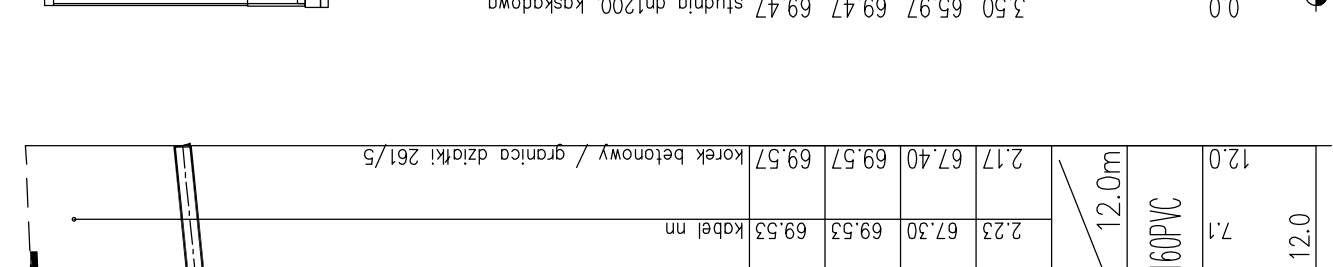 studnia dn1200, kaskadowa 69.47 69.47 65.97 3.50 0.0
korek betonowy / granica działki 261/5 69.57 69.57 67.40 2.17 12.0
kabel nn 69.53 69.53 67.30 2.23 7.1
12.0m
160PVC
12.0